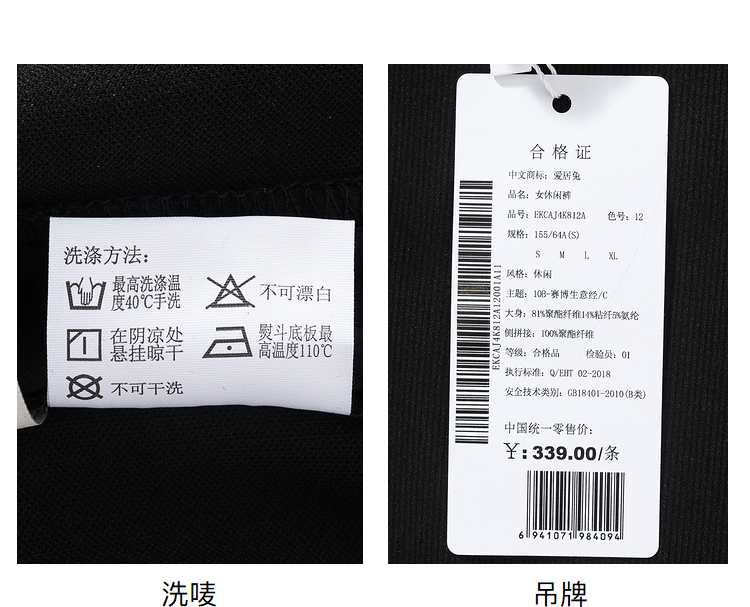 洗涤方法：
最高洗涤温
度40℃手洗
不可漂白
在阴凉处
悬挂晾干
熨斗底板最
高温度110℃
不可干洗
洗唛
合格证
中文商标：爱居兔
品名：女休闲裤
品号：EKCAJ4K812A 色号：12
规格：155/64A(S)
S M L XL
风格：休闲
主题：10B-赛博生意经/C
大身：81%聚酯纤维14%粘纤5%氨纶
侧拼接：100%聚酯纤维
等级：合格品 检验员：01
执行标准：Q/EHT 02-2018
安全技术类别：GB18401-2010(B类)
EKCAJ4K812A12001A11
中国统一零售价：
¥:339.00/条
6 941071 984094
吊牌